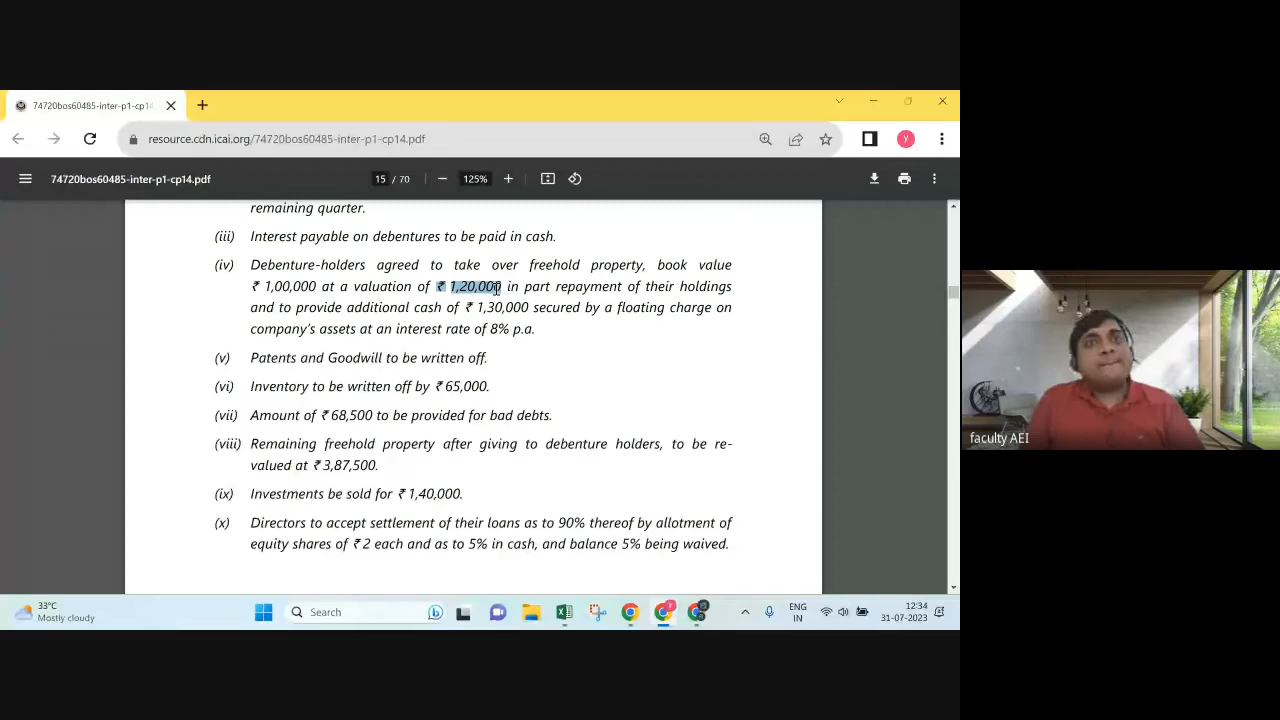 74720bos60485-inter-p1-cp14
resource.cdn.icai.org/74720bos60485-inter-p1-cp14.pdf
y
74720bos60485-inter-p1-cp14.pdf
15 / 70
125%
remaining quarter.
(iii) Interest payable on debentures to be paid in cash.
(iv) Debenture-holders agreed to take over freehold property, book value
₹ 1,00,000 at a valuation of ₹ 1,20,000 in part repayment of their holdings
and to provide additional cash of ₹ 1,30,000 secured by a floating charge on
company's assets at an interest rate of 8% p.a.
(v) Patents and Goodwill to be written off.
(vi) Inventory to be written off by ₹ 65,000.
(vii) Amount of ₹ 68,500 to be provided for bad debts.
(viii) Remaining freehold property after giving to debenture holders, to be re-
valued at ₹ 3,87,500.
(ix) Investments be sold for ₹ 1,40,000.
(x) Directors to accept settlement of their loans as to 90% thereof by allotment of
equity shares of ₹ 2 each and as to 5% in cash, and balance 5% being waived.
faculty AEI
33°C
Mostly cloudy
Search
ENG
IN
12:34
31-07-2023